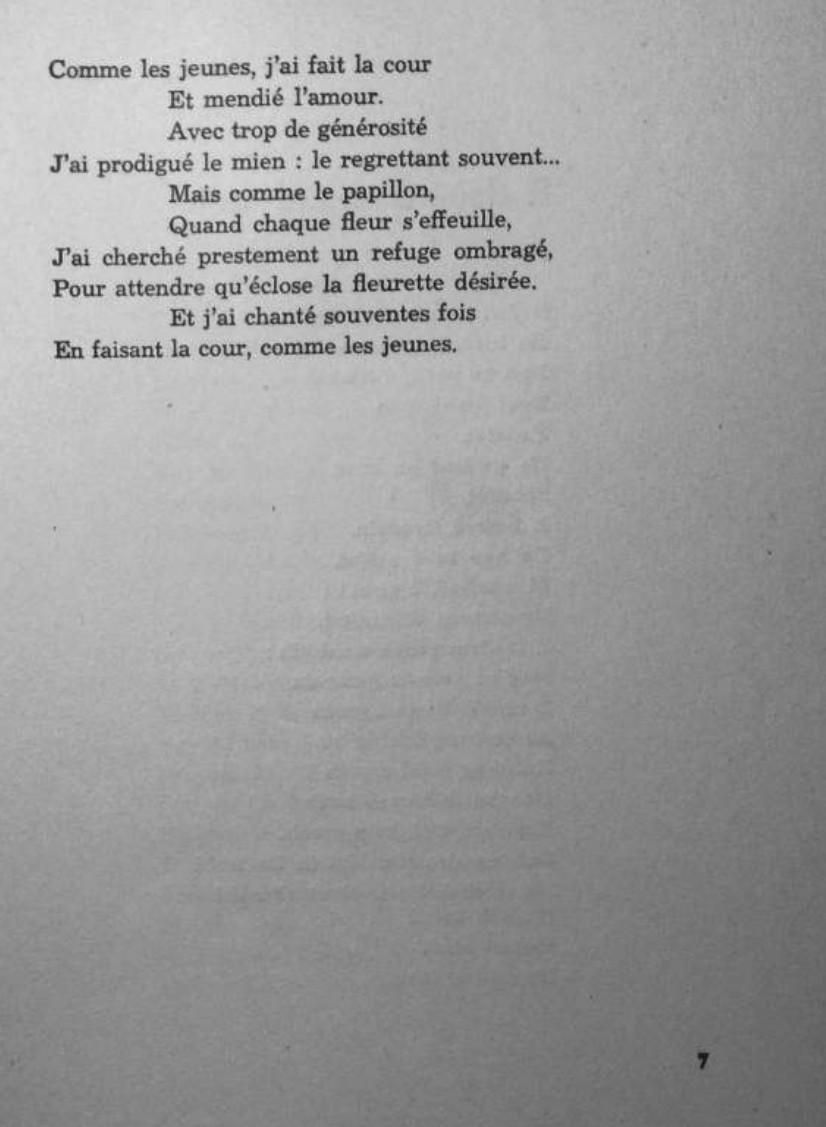 Comme les jeunes, j'ai fait la cour
Et mendié l'amour.
Avec trop de générosité
J'ai prodigué le mien : le regrettant souvent...
Mais comme le papillon,
Quand chaque fleur s'effeuille,
J'ai cherché prestement un refuge ombragé,
Pour attendre qu'éclose la fleurette désirée.
Et j'ai chanté souventes fois
En faisant la cour, comme les jeunes.
7